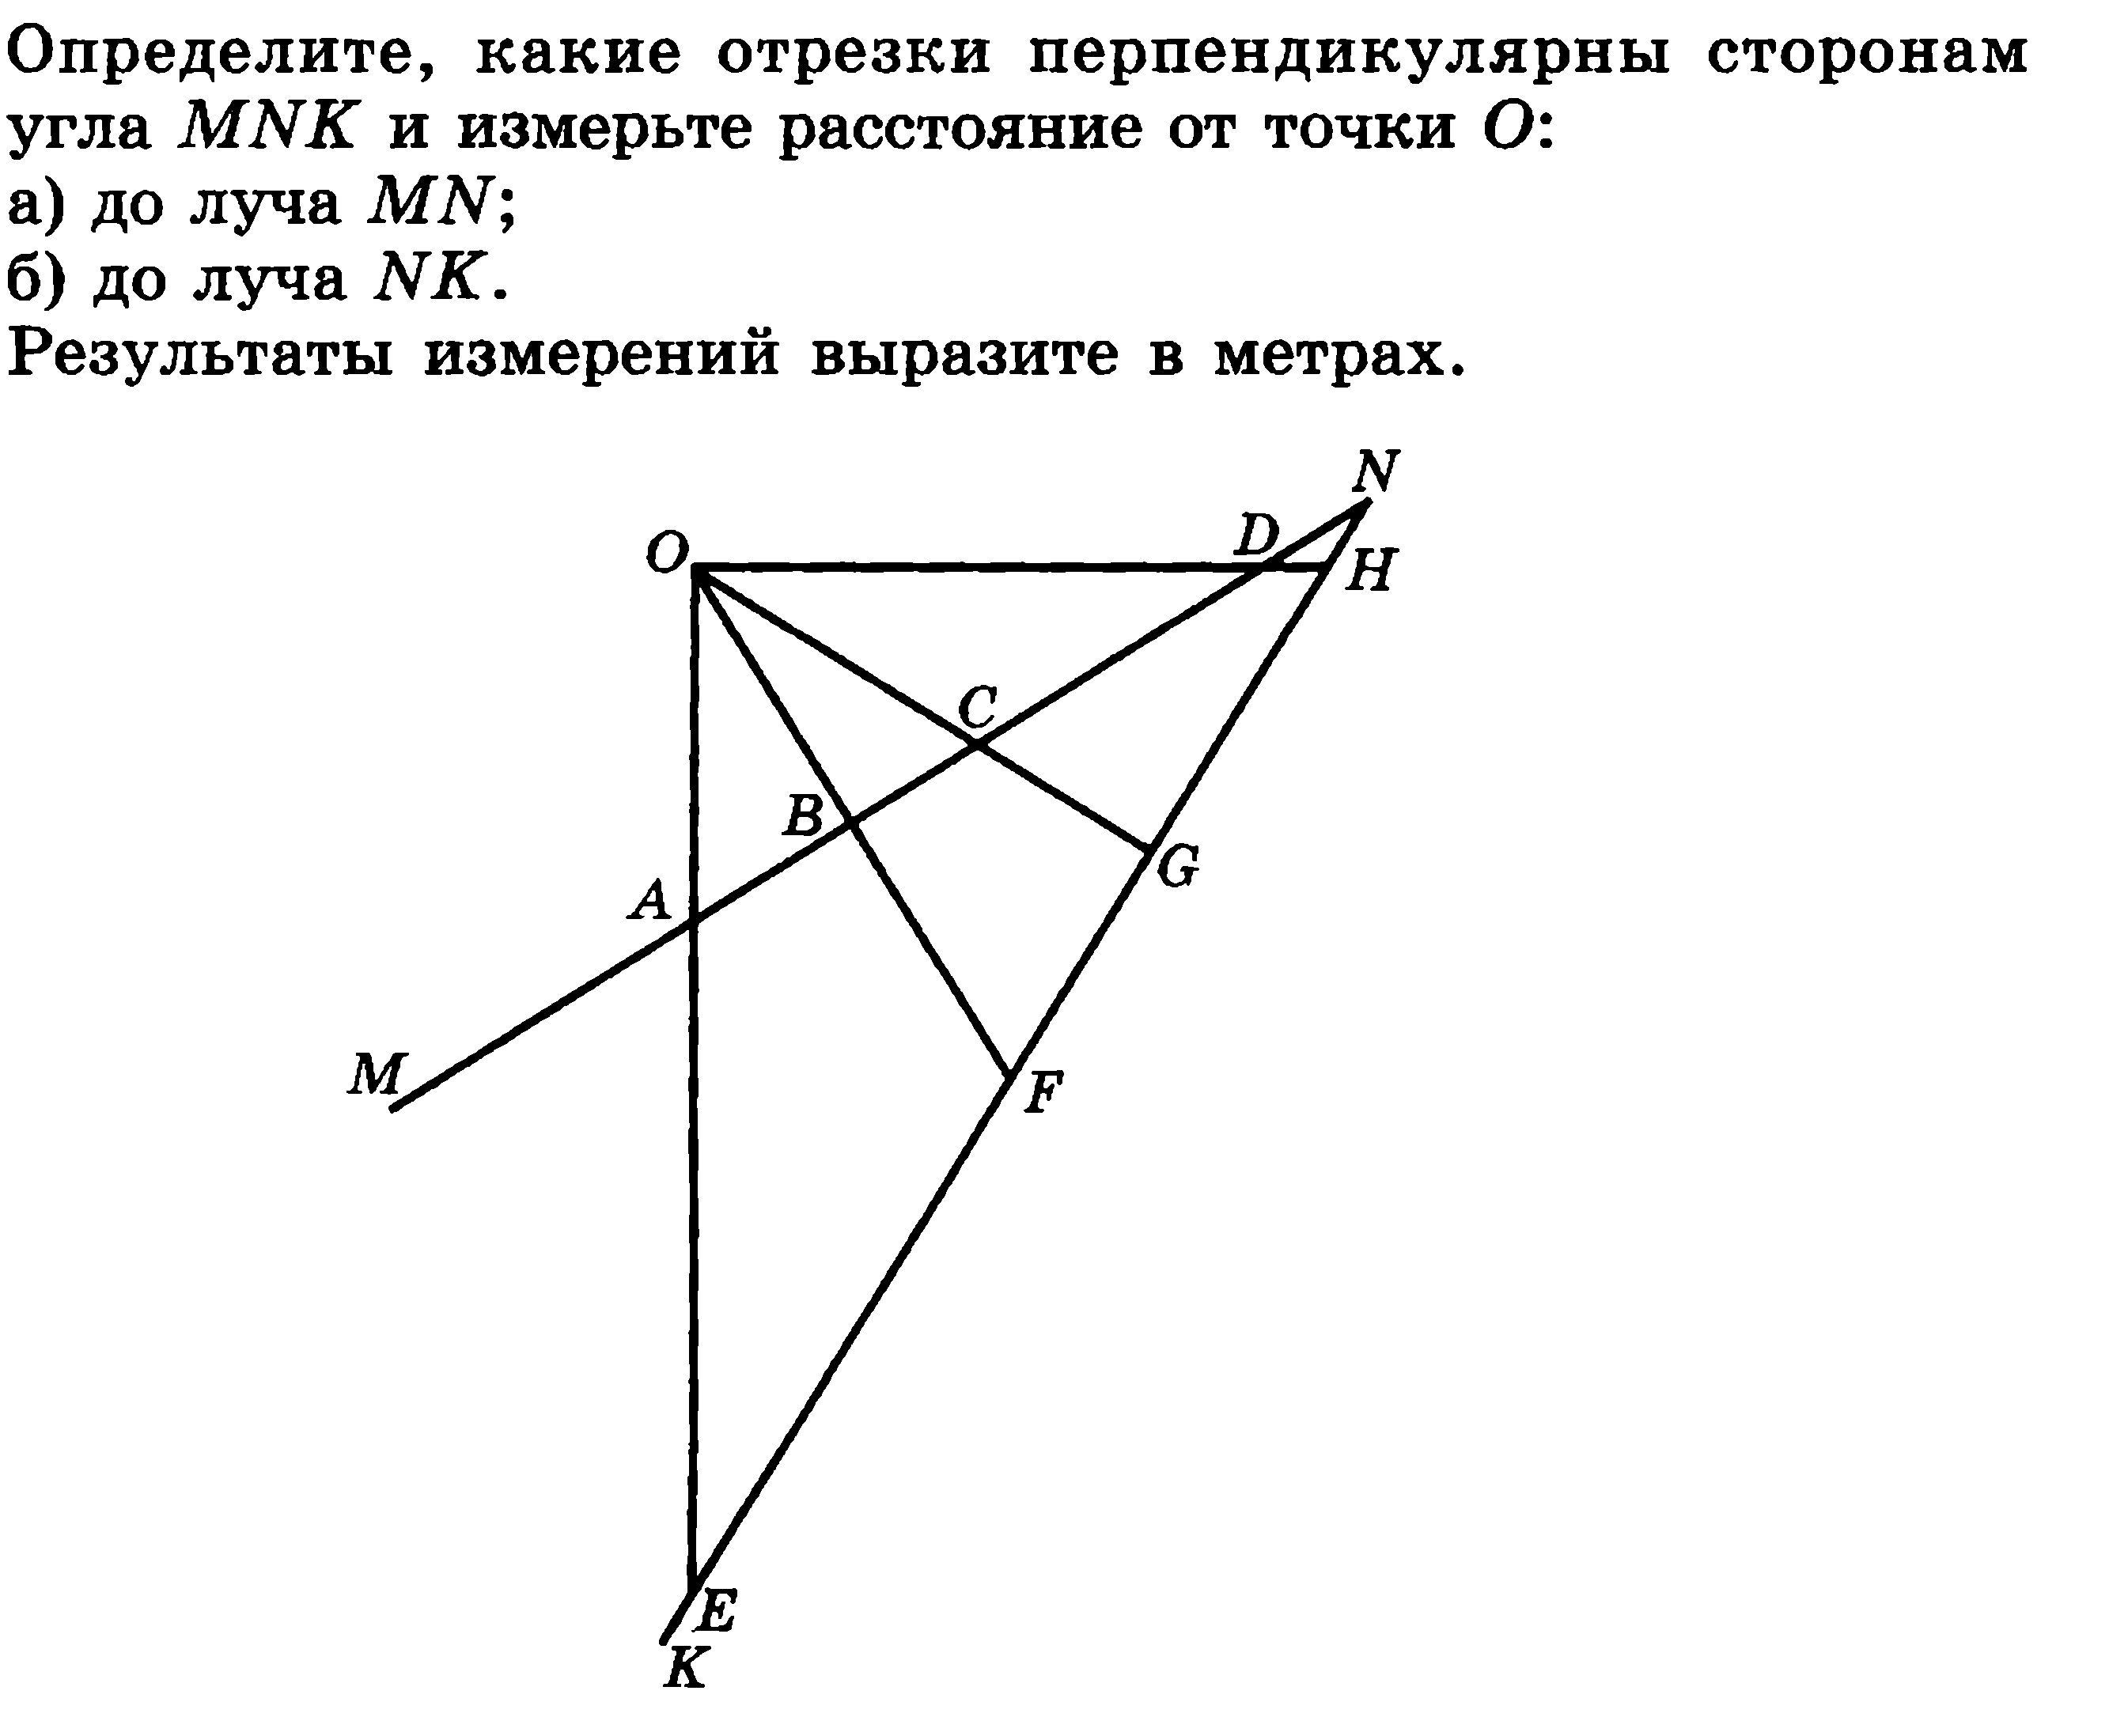 Определите, какие отрезки перпендикулярны сторонам
угла MNK и измерьте расстояние от точки O:
а) до луча MN;
б) до луча NK.
Результаты измерений выразите в метрах.
N
O
D
H
C
B
G
A
M
F
E
K